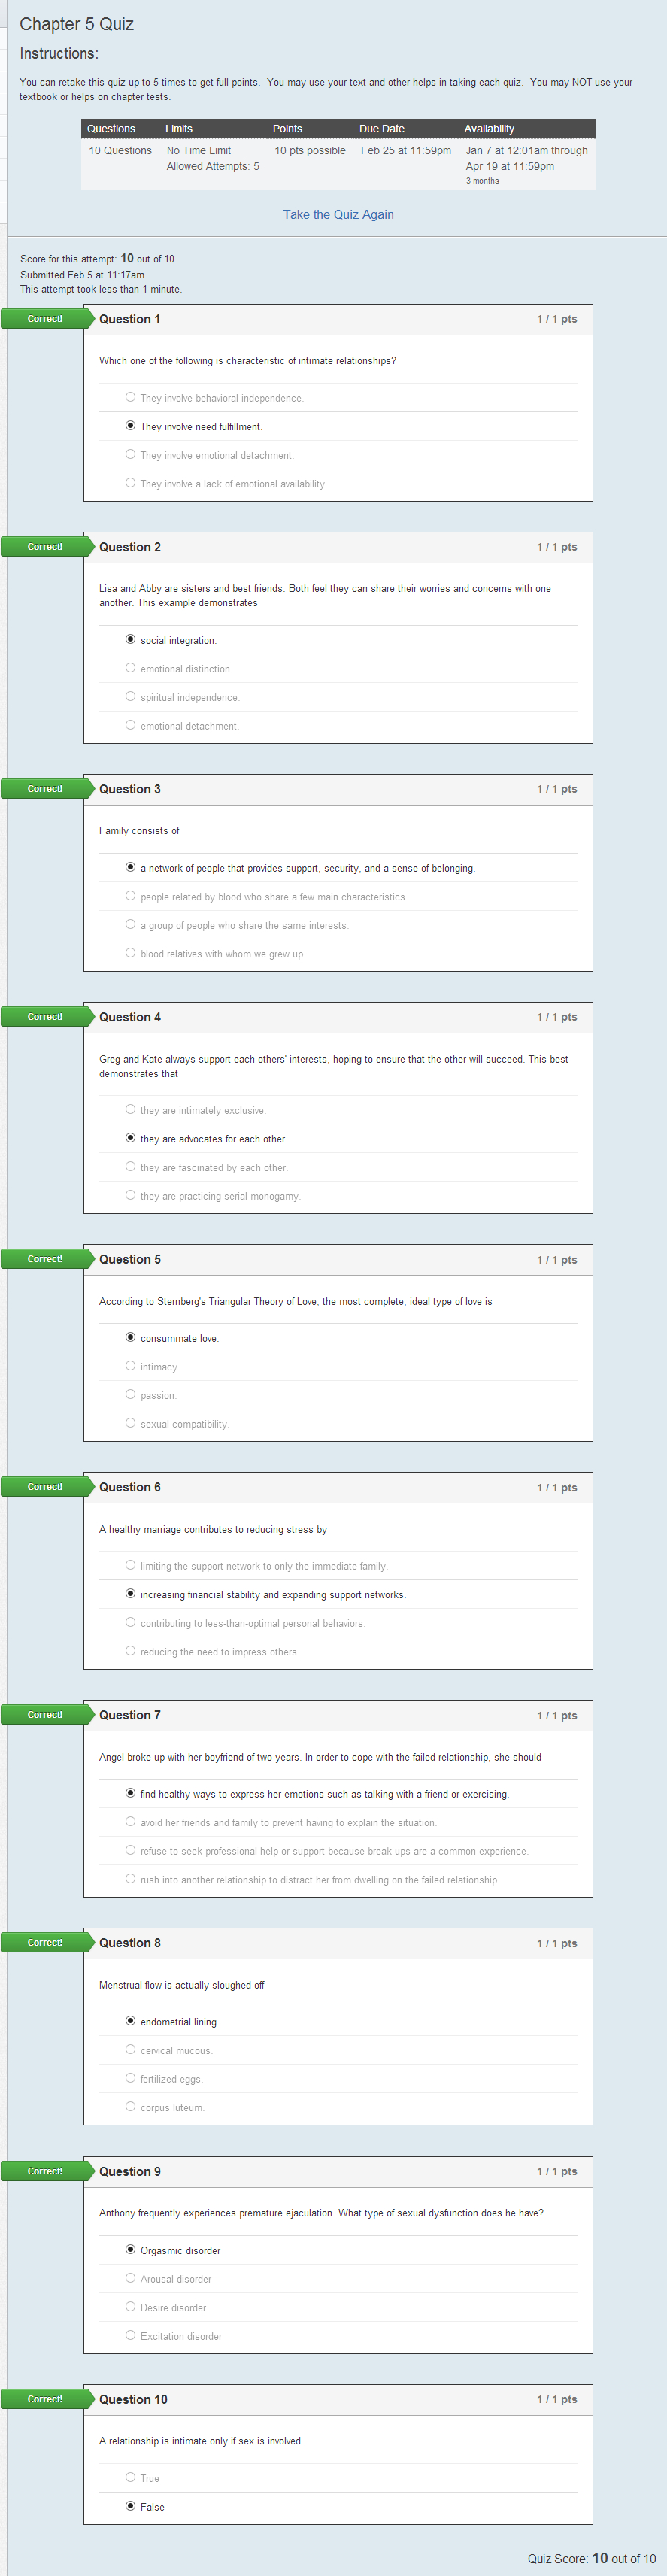 Chapter 5 Quiz
Instructions:
You can retake this quiz up to 5 times to get full points.  You may use your text and other helps in taking each quiz.  You may NOT use your
textbook or helps on chapter tests.
Questions Limits Points Due Date Availability
10 Questions No Time Limit 10 pts possible Feb 25 at 11:59pm Jan 7 at 12:01am through
Allowed Attempts: 5 Apr 19 at 11:59pm
3 months
Take the Quiz Again
Score for this attempt: 10 out of 10
Submitted Feb 5 at 11:17am
This attempt took less than 1 minute.
Correct! Question 1 1 / 1 pts
Which one of the following is characteristic of intimate relationships?
They involve behavioral independence.
They involve need fulfillment.
They involve emotional detachment.
They involve a lack of emotional availability.
Correct! Question 2 1 / 1 pts
Lisa and Abby are sisters and best friends. Both feel they can share their worries and concerns with one
another. This example demonstrates
social integration.
emotional distinction.
spiritual independence.
emotional detachment.
Correct! Question 3 1 / 1 pts
Family consists of
a network of people that provides support, security, and a sense of belonging.
people related by blood who share a few main characteristics.
a group of people who share the same interests.
blood relatives with whom we grew up.
Correct! Question 4 1 / 1 pts
Greg and Kate always support each others' interests, hoping to ensure that the other will succeed. This best
demonstrates that
they are intimately exclusive.
they are advocates for each other.
they are fascinated by each other.
they are practicing serial monogamy.
Correct! Question 5 1 / 1 pts
According to Sternberg's Triangular Theory of Love, the most complete, ideal type of love is
consummate love.
intimacy.
passion.
sexual compatibility.
Correct! Question 6 1 / 1 pts
A healthy marriage contributes to reducing stress by
limiting the support network to only the immediate family.
increasing financial stability and expanding support networks.
contributing to less-than-optimal personal behaviors.
reducing the need to impress others.
Correct! Question 7 1 / 1 pts
Angel broke up with her boyfriend of two years. In order to cope with the failed relationship, she should
find healthy ways to express her emotions such as talking with a friend or exercising.
avoid her friends and family to prevent having to explain the situation.
refuse to seek professional help or support because break-ups are a common experience.
rush into another relationship to distract her from dwelling on the failed relationship.
Correct! Question 8 1 / 1 pts
Menstrual flow is actually sloughed off
endometrial lining.
cervical mucous.
fertilized eggs.
corpus luteum.
Correct! Question 9 1 / 1 pts
Anthony frequently experiences premature ejaculation. What type of sexual dysfunction does he have?
Orgasmic disorder
Arousal disorder
Desire disorder
Excitation disorder
Correct! Question 10 1 / 1 pts
A relationship is intimate only if sex is involved.
True
False
Quiz Score: 10 out of 10